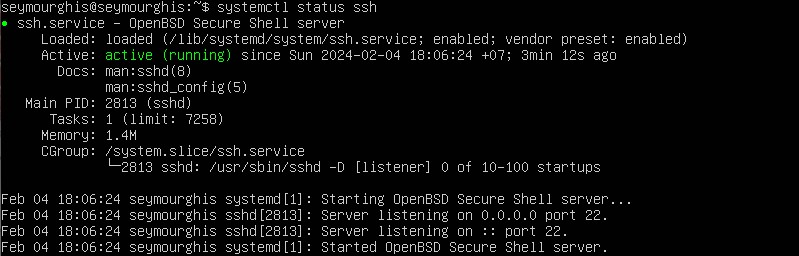 seymourghis@seymourghis:~$ systemctl status ssh
● ssh.service - OpenBSD Secure Shell server
     Loaded: loaded (/lib/systemd/system/ssh.service; enabled; vendor preset: enabled)
     Active: active (running) since Sun 2024-02-04 18:06:24 +07; 3min 12s ago
       Docs: man:sshd(8)
             man:sshd_config(5)
   Main PID: 2813 (sshd)
      Tasks: 1 (limit: 7258)
     Memory: 1.4M
     CGroup: /system.slice/ssh.service
             └─2813 sshd: /usr/sbin/sshd -D [listener] 0 of 10-100 startups

Feb 04 18:06:24 seymourghis systemd[1]: Starting OpenBSD Secure Shell server...
Feb 04 18:06:24 seymourghis sshd[2813]: Server listening on 0.0.0.0 port 22.
Feb 04 18:06:24 seymourghis sshd[2813]: Server listening on :: port 22.
Feb 04 18:06:24 seymourghis systemd[1]: Started OpenBSD Secure Shell server.